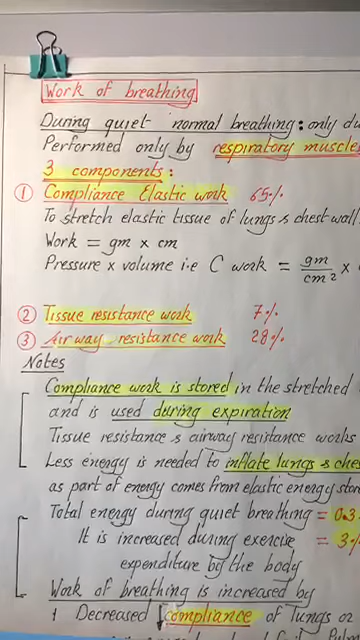 Work of breathing
During quiet normal breathing: only du
Performed only by respiratory muscles
3 components:
① Compliance Elastic work 65%
To stretch elastic tissue of lungs & chest wall
Work = gm x cm
Pressure x volume i.e C work = gm/cm² x
② Tissue resistance work 7%
③ Airway resistance work 28%
Notes
Compliance work is stored in the stretched
and is used during expiration
Tissue resistance & airway resitance works
Less energy is needed to inflate lungs & ches
as part of energy comes from elastic energy stor
Total energy during quiet breathing = 0.3
It is increased during exercise = 3%
expenditure by the body
Work of breathing is increased by
1 Decreased ↓compliance of lungs or